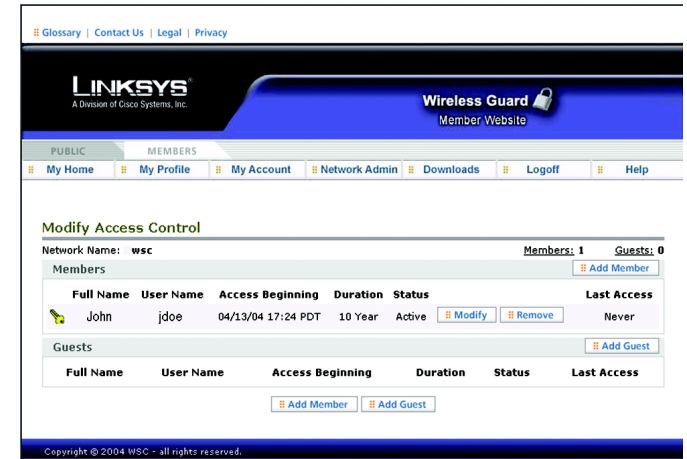 Glossary | Contact Us | Legal | Privacy
LINKSYS®
A Division of Cisco Systems, Inc.
Wireless Guard
Member Website
PUBLIC MEMBERS
My Home My Profile My Account Network Admin Downloads Logoff Help
Modify Access Control
Network Name: wsc Members: 1 Guests: 0
Members Add Member
Full Name User Name Access Beginning Duration Status Last Access
John jdoe 04/13/04 17:24 PDT 10 Year Active Modify Remove Never
Guests Add Guest
Full Name User Name Access Beginning Duration Status Last Access
Add Member Add Guest
Copyright © 2004 WSC - all rights reserved.